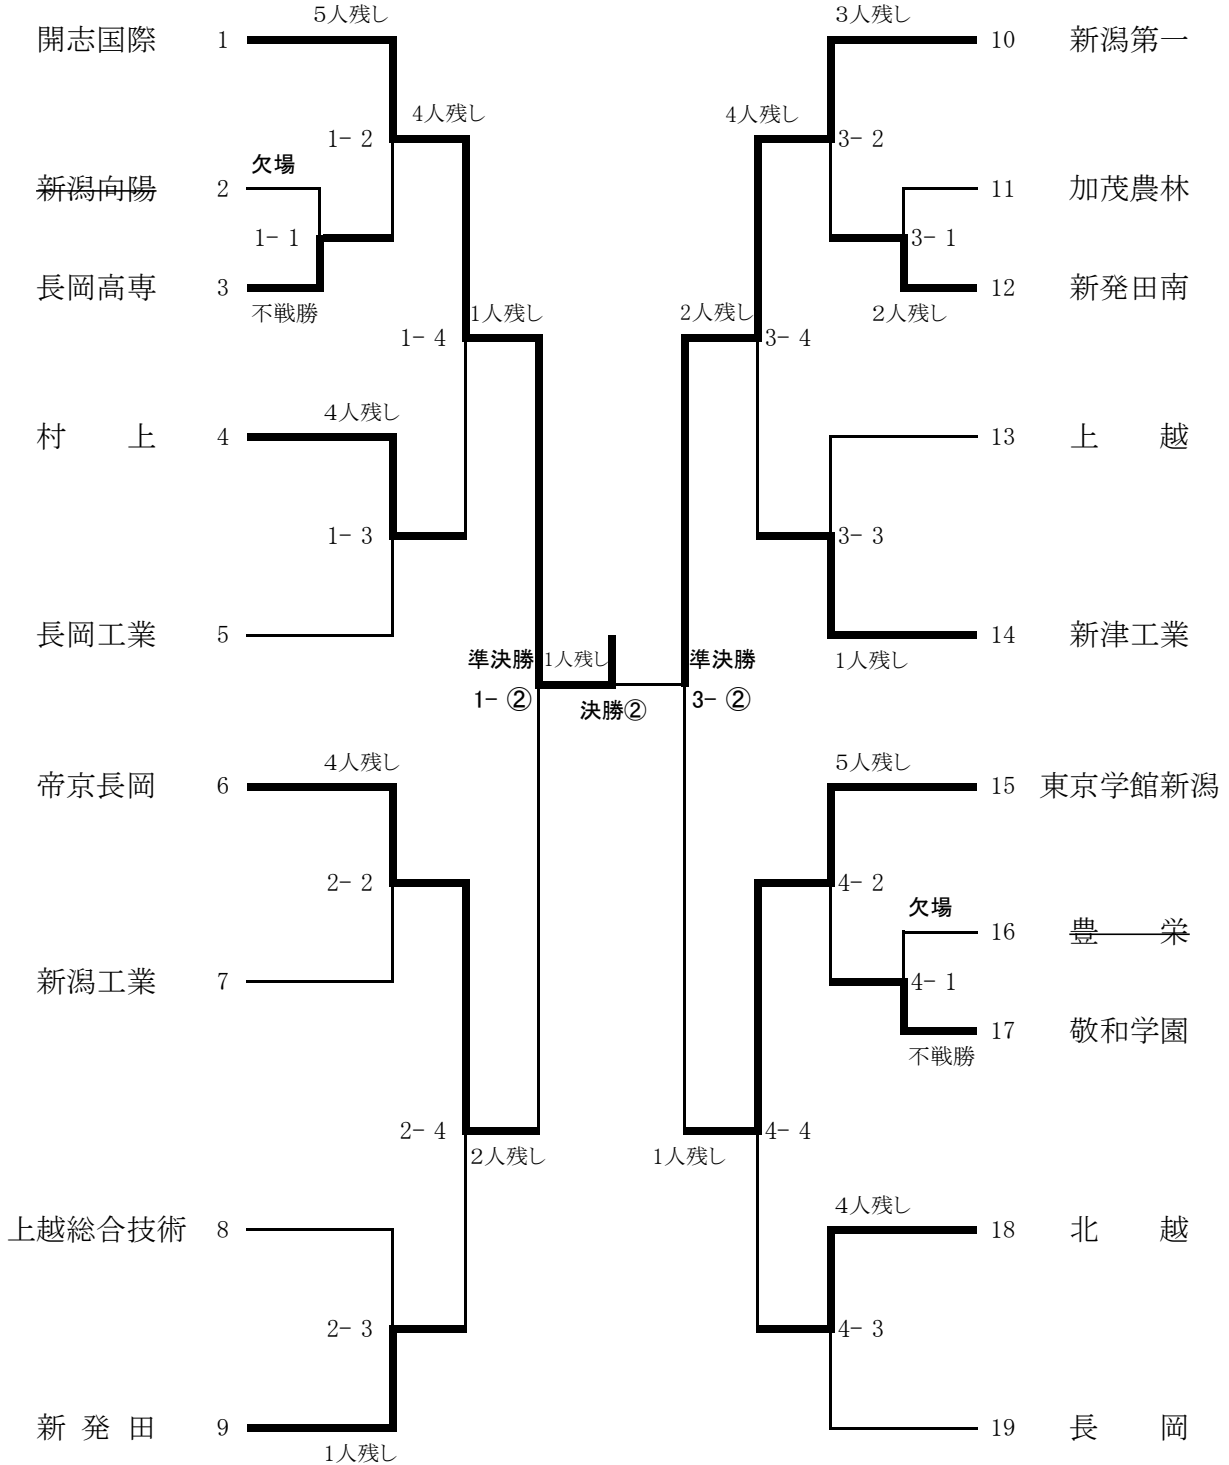 ５人残し
３人残し
開志国際 1
10 新潟第一
4人残し
4人残し
1- 2
3- 2
欠場
新潟向陽 2
11 加茂農林
1- 1
3- 1
長岡高専 3
12 新発田南
不戦勝
２人残し
1人残し
2人残し
1- 4
3- 4
４人残し
村　上 4
13 上　越
1- 3
3- 3
長岡工業 5
14 新津工業
準決勝 1人残し 準決勝
1人残し
1- ②
決勝②
3- ②
４人残し
５人残し
帝京長岡 6
15 東京学館新潟
2- 2
4- 2
欠場
16 豊　栄
新潟工業 7
4- 1
17 敬和学園
不戦勝
2- 4
4- 4
２人残し
1人残し
４人残し
上越総合技術 8
18 北　越
2- 3
4- 3
新 発 田 9
19 長　岡
1人残し